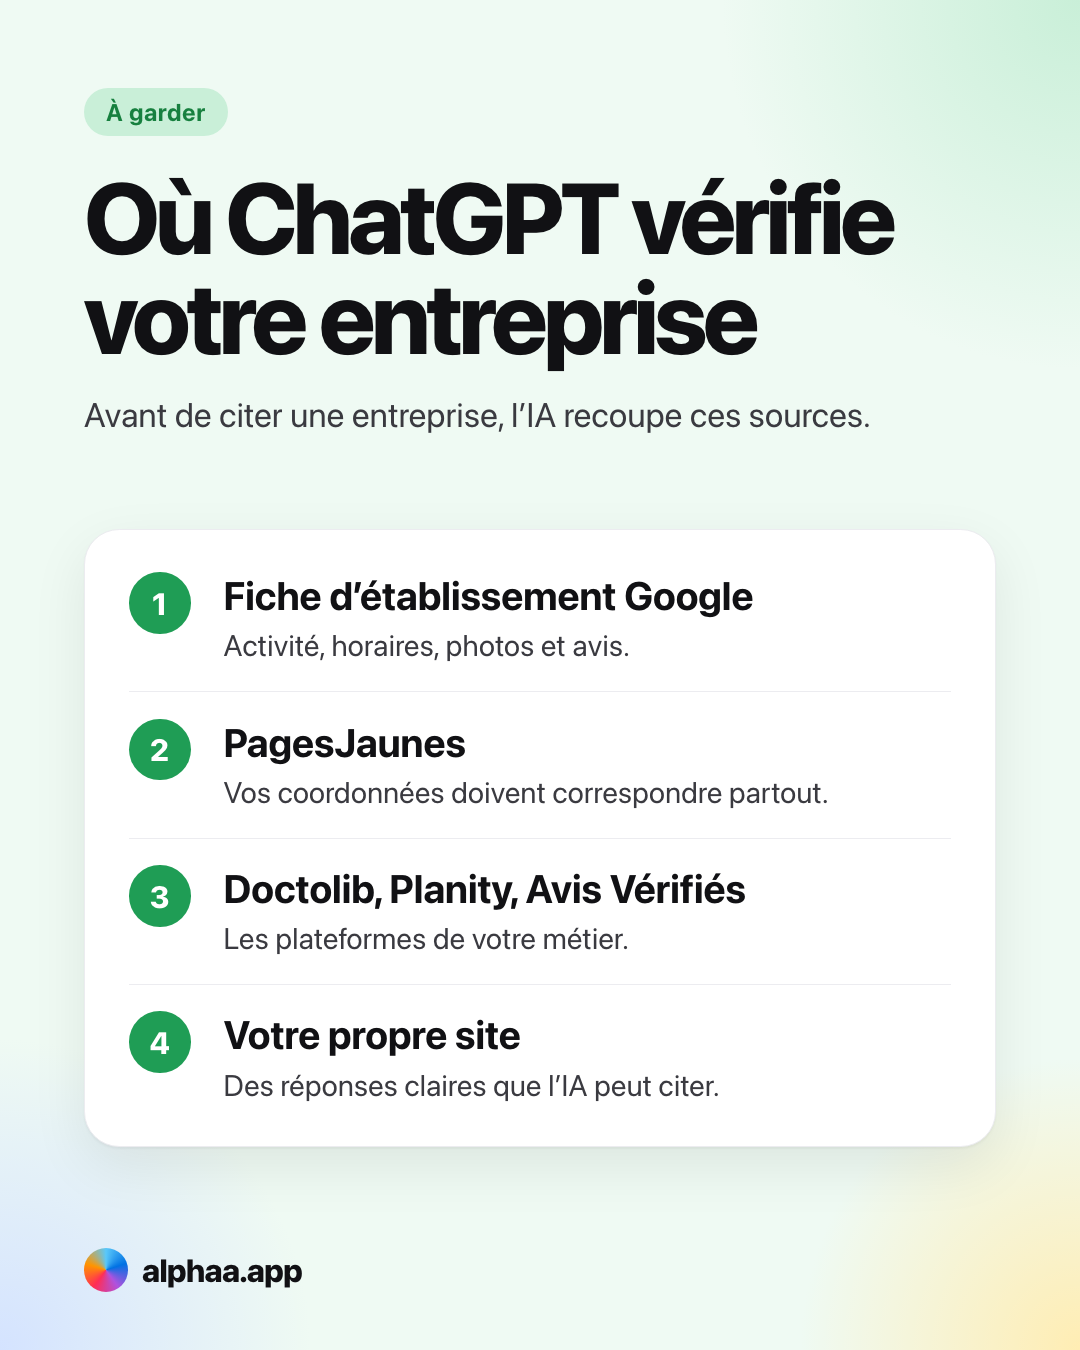 À garder
Où ChatGPT vérifie
votre entreprise
Avant de citer une entreprise, l’IA recoupe ces sources.
1
Fiche d’établissement Google
Activité, horaires, photos et avis.
2
PagesJaunes
Vos coordonnées doivent correspondre partout.
3
Doctolib, Planity, Avis Vérifiés
Les plateformes de votre métier.
4
Votre propre site
Des réponses claires que l’IA peut citer.
alphaa.app